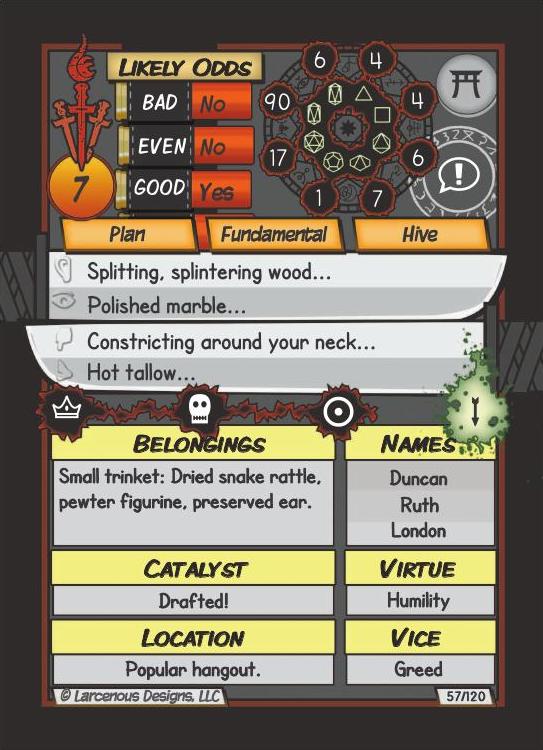 LIKELY ODDS
BAD No
EVEN No
GOOD Yes
7
6
4
90
4
17
6
1
7
Plan
Fundamental
Hive
Splitting, splintering wood...
Polished marble...
Constricting around your neck...
Hot tallow...
BELONGINGS
Small trinket: Dried snake rattle,
pewter figurine, preserved ear.
NAMES
Duncan
Ruth
London
CATALYST
Drafted!
VIRTUE
Humility
LOCATION
Popular hangout.
VICE
Greed
© Larcenous Designs, LLC
57/120